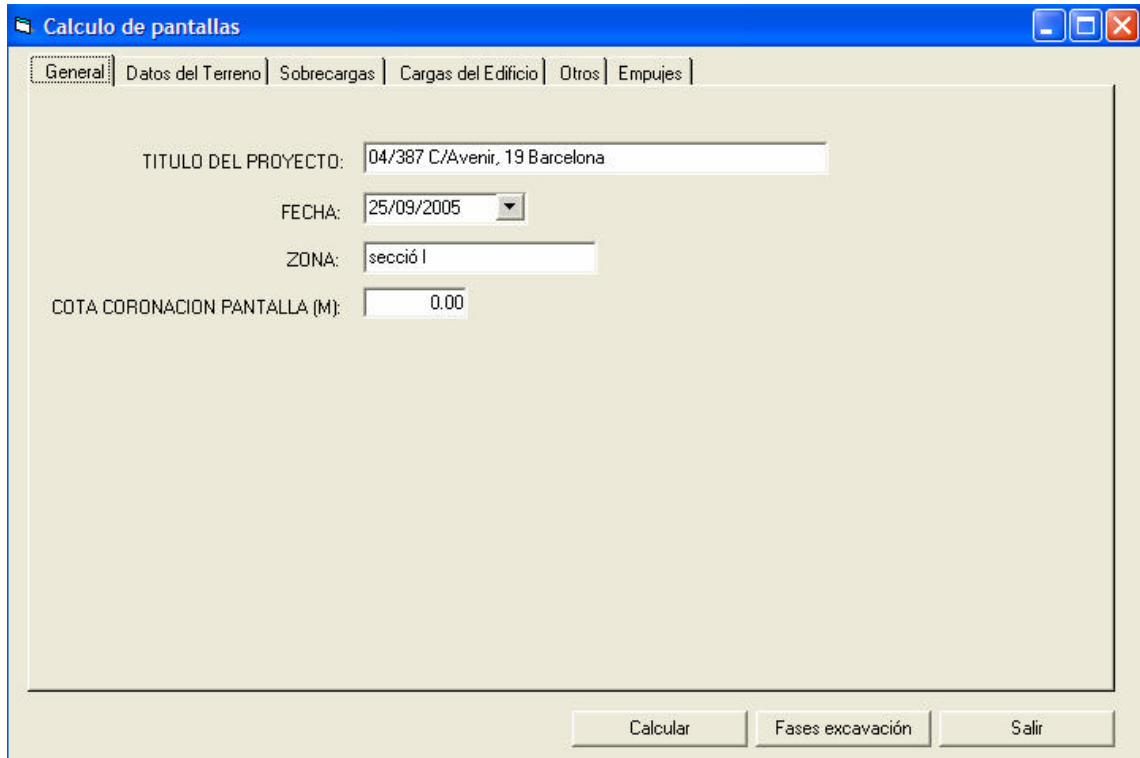 Calculo de pantallas
General Datos del Terreno Sobrecargas Cargas del Edificio Otros Empujes
TITULO DEL PROYECTO: 04/387 C/Avenir, 19 Barcelona
FECHA: 25/09/2005
ZONA: secció I
COTA CORONACION PANTALLA (M): 0.00
Calcular Fases excavación Salir